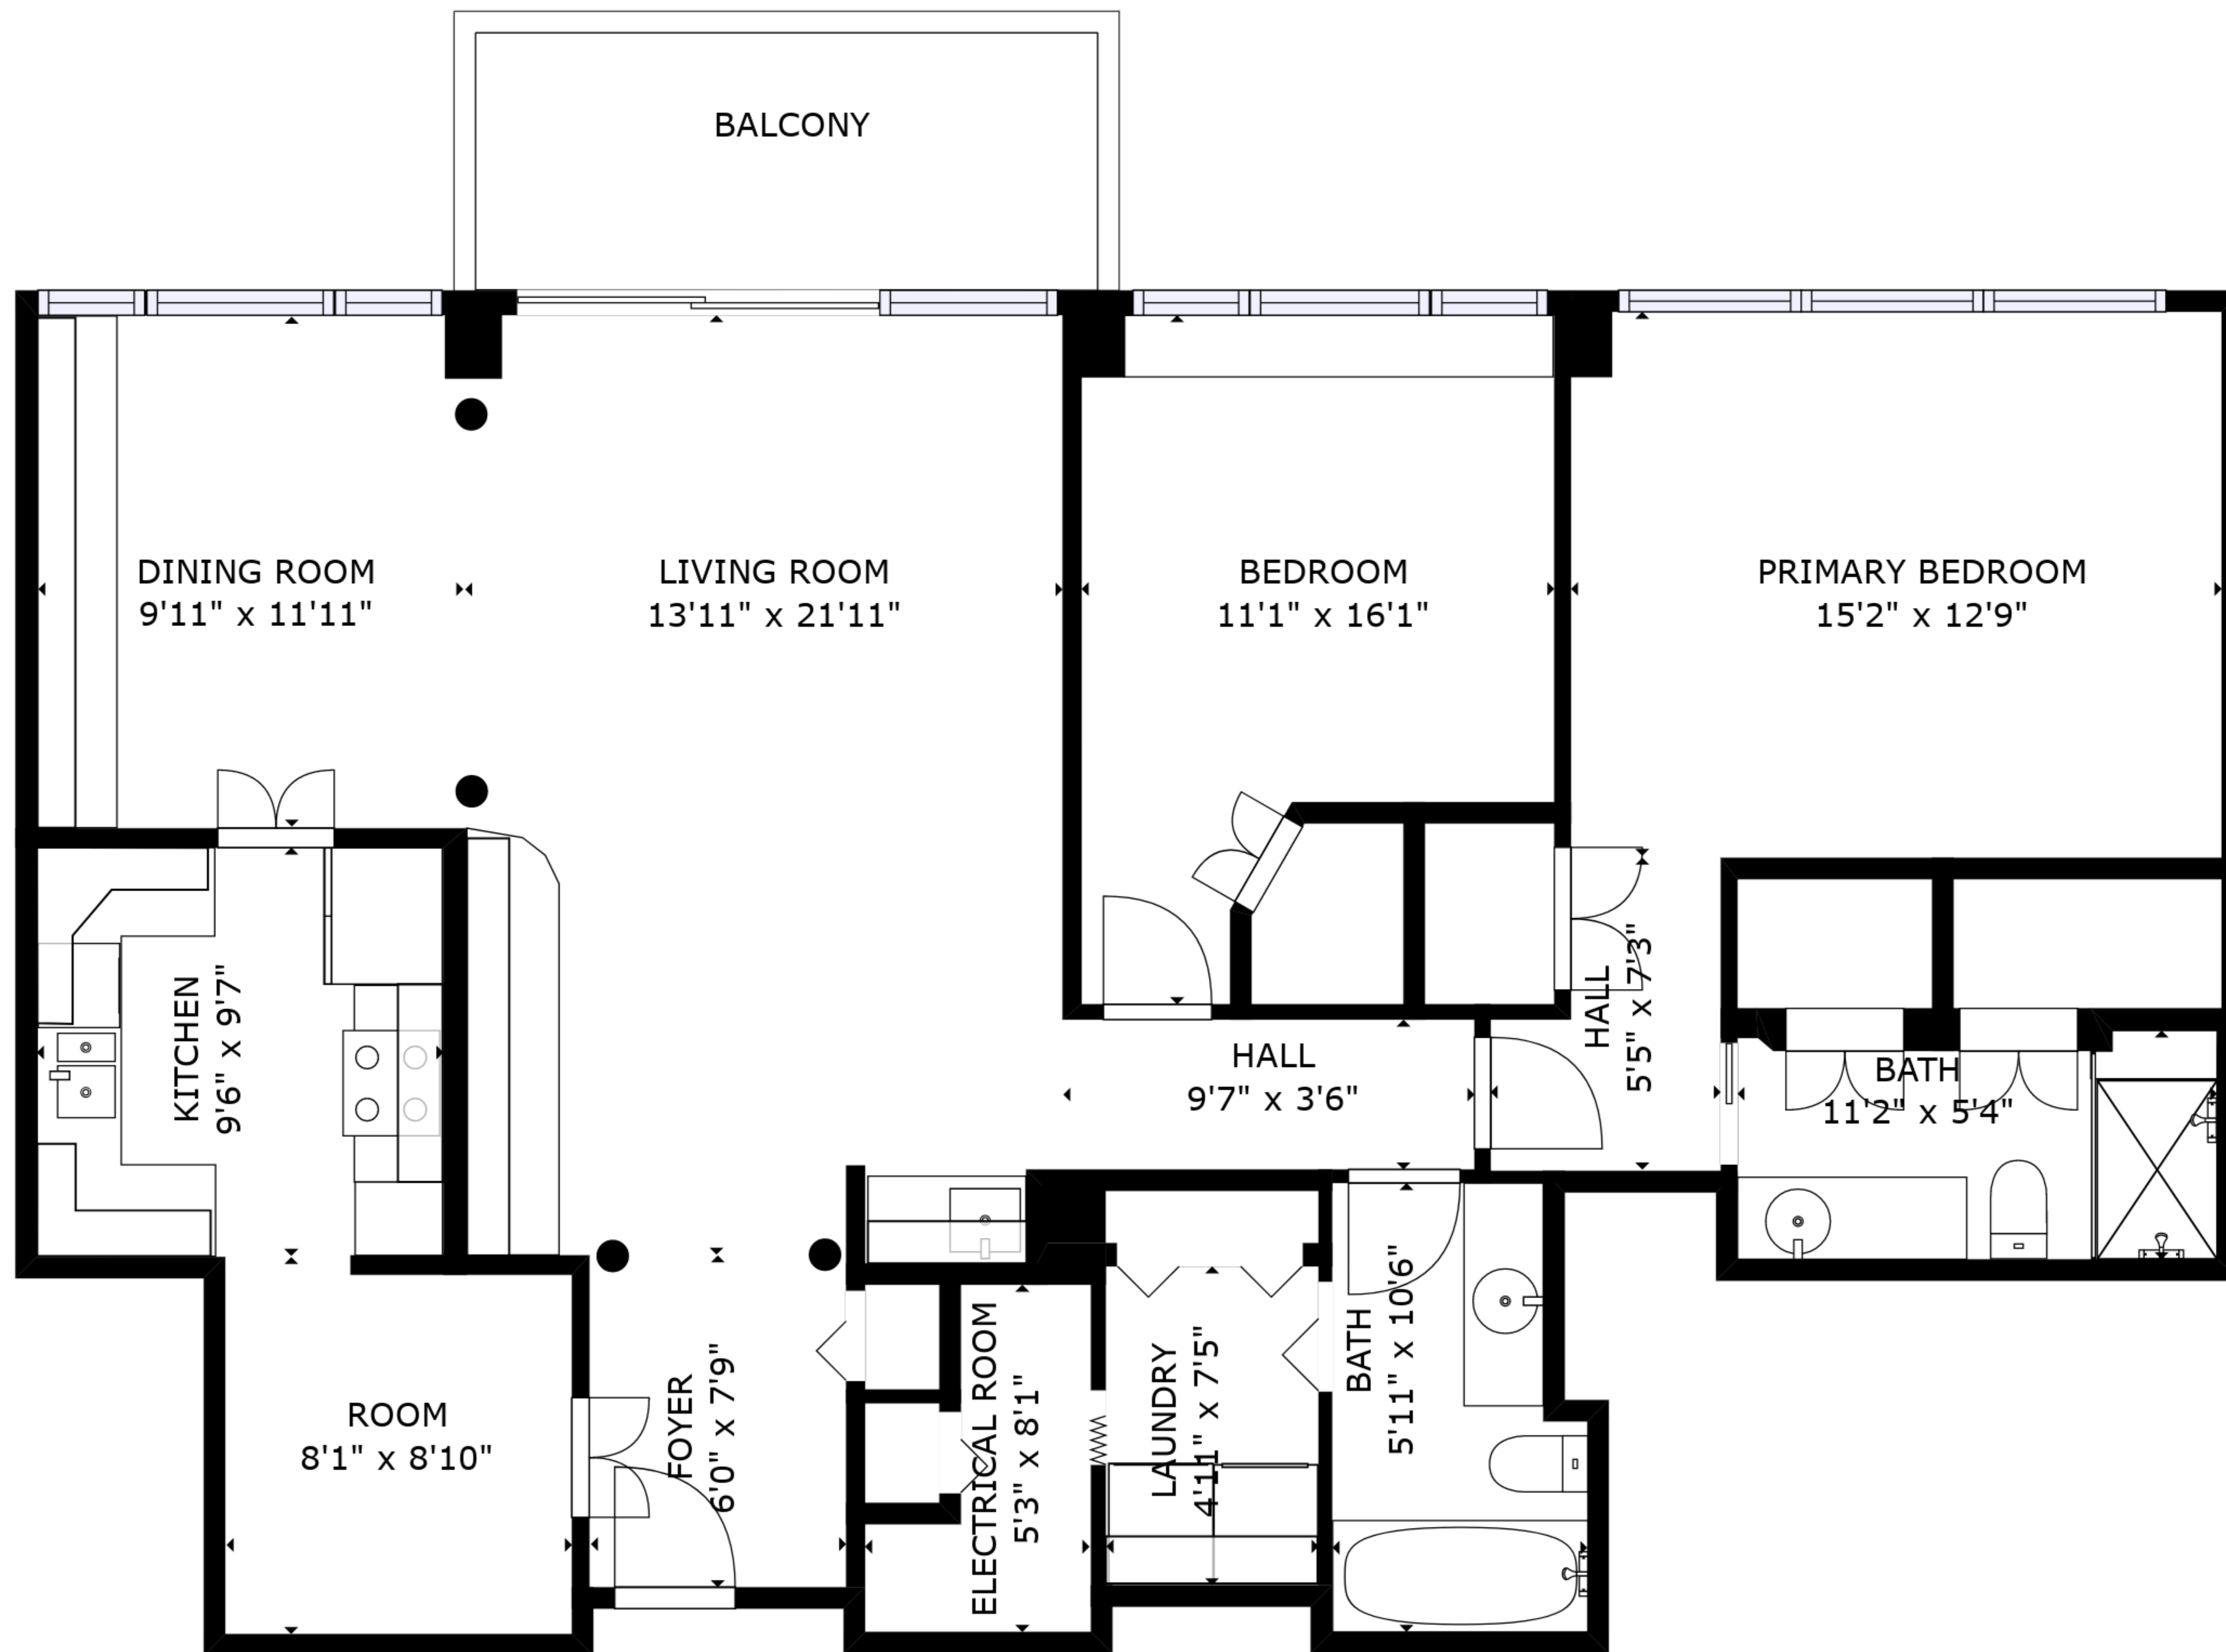 BALCONY
DINING ROOM
9'11" x 11'11"
LIVING ROOM
13'11" x 21'11"
BEDROOM
11'1" x 16'1"
PRIMARY BEDROOM
15'2" x 12'9"
KITCHEN
9'6" x 9'7"
HALL
9'7" x 3'6"
HALL
5'5" x 7'3"
BATH
11'2" x 5'4"
ROOM
8'1" x 8'10"
FOYER
6'0" x 7'9"
ELECTRICAL ROOM
5'3" x 8'1"
LAUNDRY
4'11" x 7'5"
BATH
5'11" x 10'6"